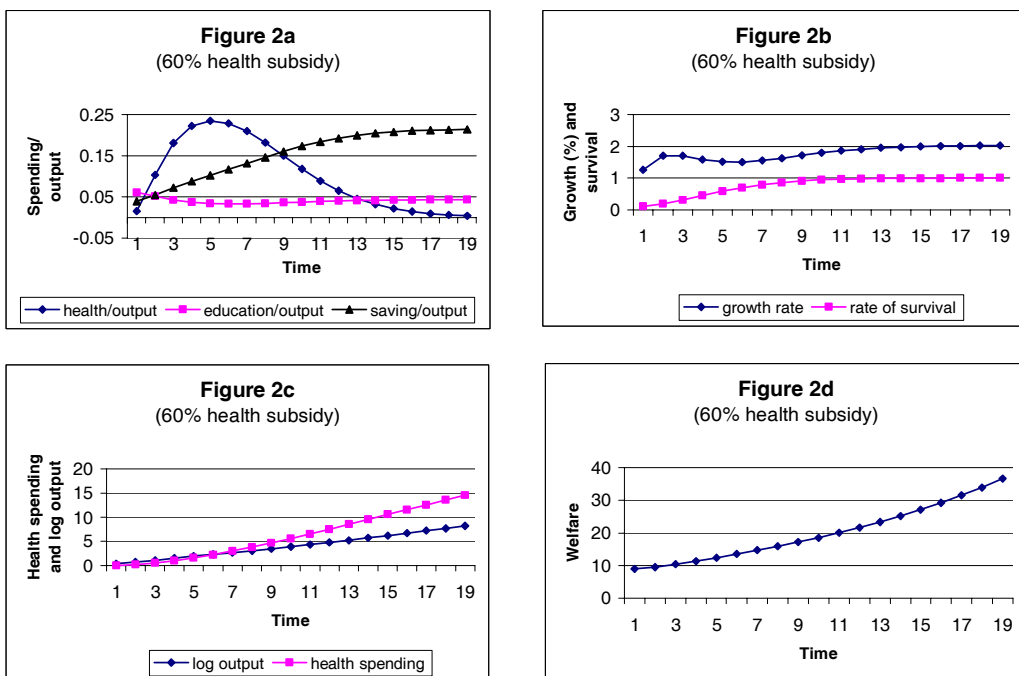 Figure 2a
(60% health subsidy)
Spending/
output
0.25
0.15
0.05
-0.05
1 3 5 7 9 11 13 15 17 19
Time
health/output education/output saving/output
Figure 2b
(60% health subsidy)
Growth (%) and
survival
3
2
1
0
1 3 5 7 9 11 13 15 17 19
Time
growth rate rate of survival
Figure 2c
(60% health subsidy)
Health spending
and log output
20
15
10
5
0
1 3 5 7 9 11 13 15 17 19
Time
log output health spending
Figure 2d
(60% health subsidy)
Welfare
40
30
20
10
0
1 3 5 7 9 11 13 15 17 19
Time